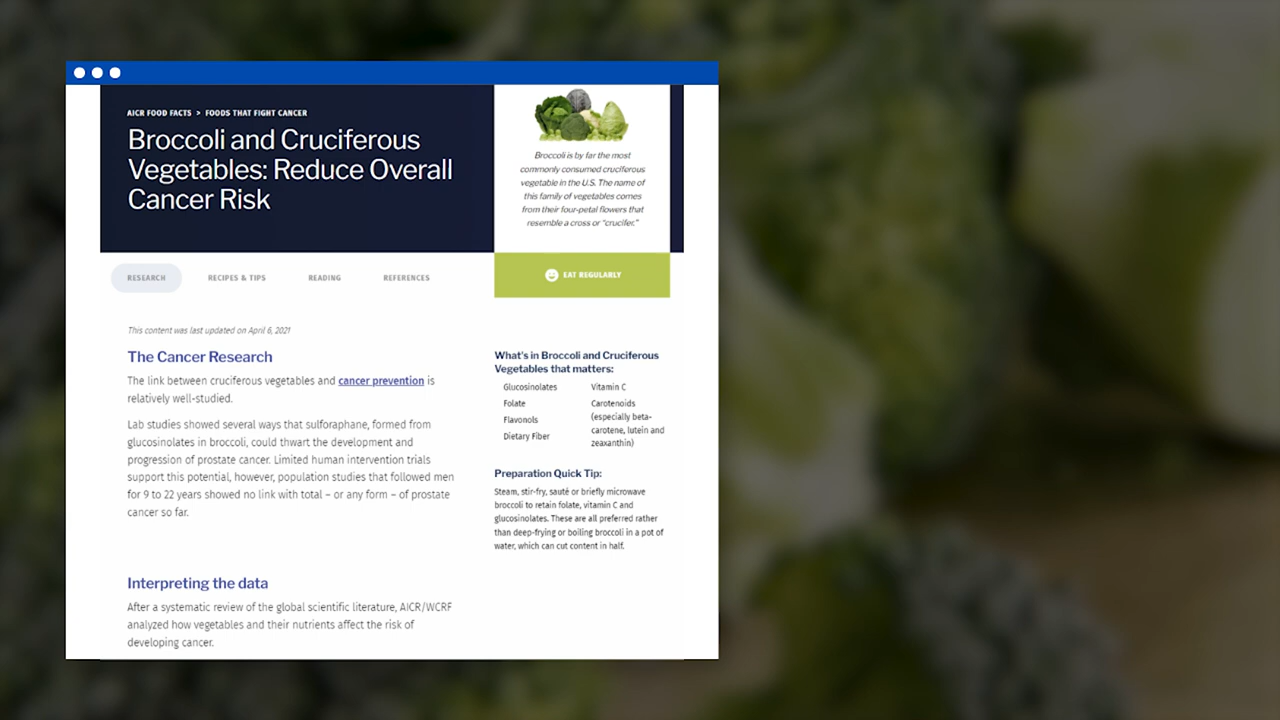 AICR FOOD FACTS > FOODS THAT FIGHT CANCER
Broccoli and Cruciferous
Vegetables: Reduce Overall
Cancer Risk
Broccoli is by far the most
commonly consumed cruciferous
vegetable in the U.S. The name of
this family of vegetables comes
from their four-petal flowers that
resemble a cross or "crucifer."
EAT REGULARLY
RESEARCH
RECIPES & TIPS
READING
REFERENCES
This content was last updated on April 6, 2021
The Cancer Research
The link between cruciferous vegetables and cancer prevention is
relatively well-studied.
Lab studies showed several ways that sulforaphane, formed from
glucosinolates in broccoli, could thwart the development and
progression of prostate cancer. Limited human intervention trials
support this potential, however, population studies that followed men
for 9 to 22 years showed no link with total – or any form – of prostate
cancer so far.
Interpreting the data
After a systematic review of the global scientific literature, AICR/WCRF
analyzed how vegetables and their nutrients affect the risk of
developing cancer.
What's in Broccoli and Cruciferous
Vegetables that matters:
Glucosinolates
Folate
Flavonols
Dietary Fiber
Vitamin C
Carotenoids
(especially beta-
carotene, lutein and
zeaxanthin)
Preparation Quick Tip:
Steam, stir-fry, sauté or briefly microwave
broccoli to retain folate, vitamin C and
glucosinolates. These are all preferred rather
than deep-frying or boiling broccoli in a pot of
water, which can cut content in half.